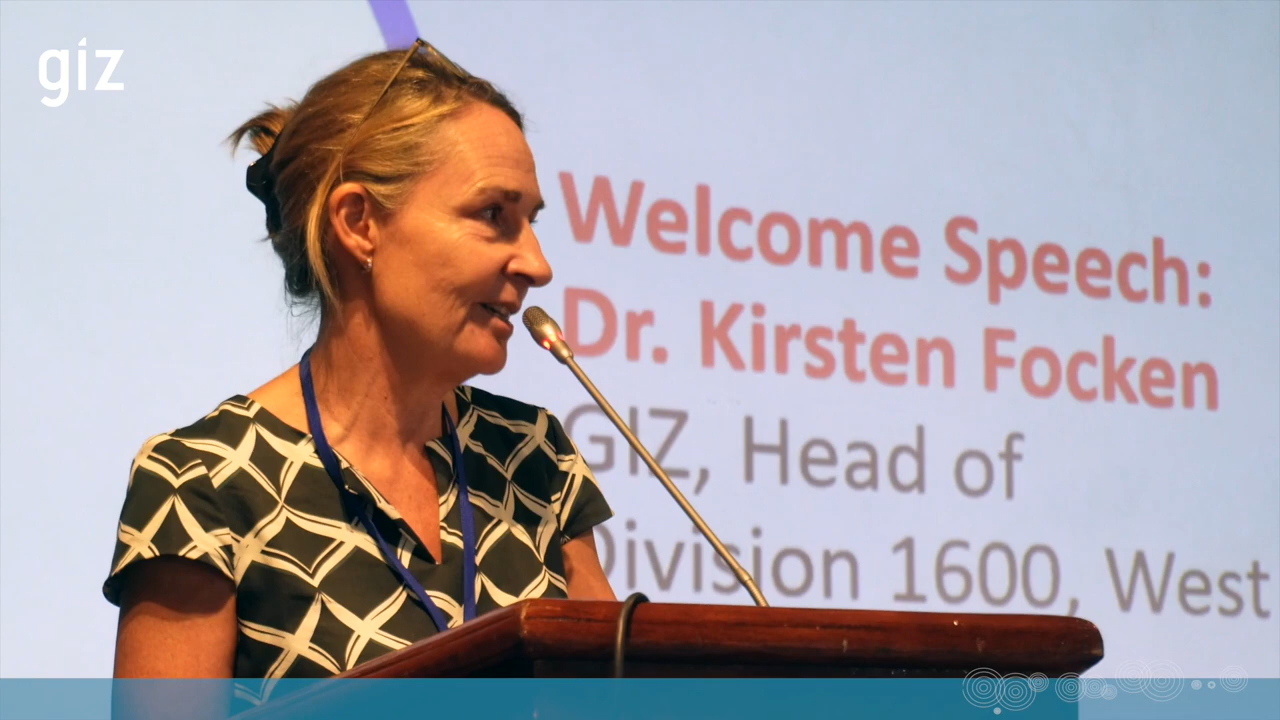 giz
Welcome Speech:
Dr. Kirsten Focken
GIZ, Head of
Division 1600, West